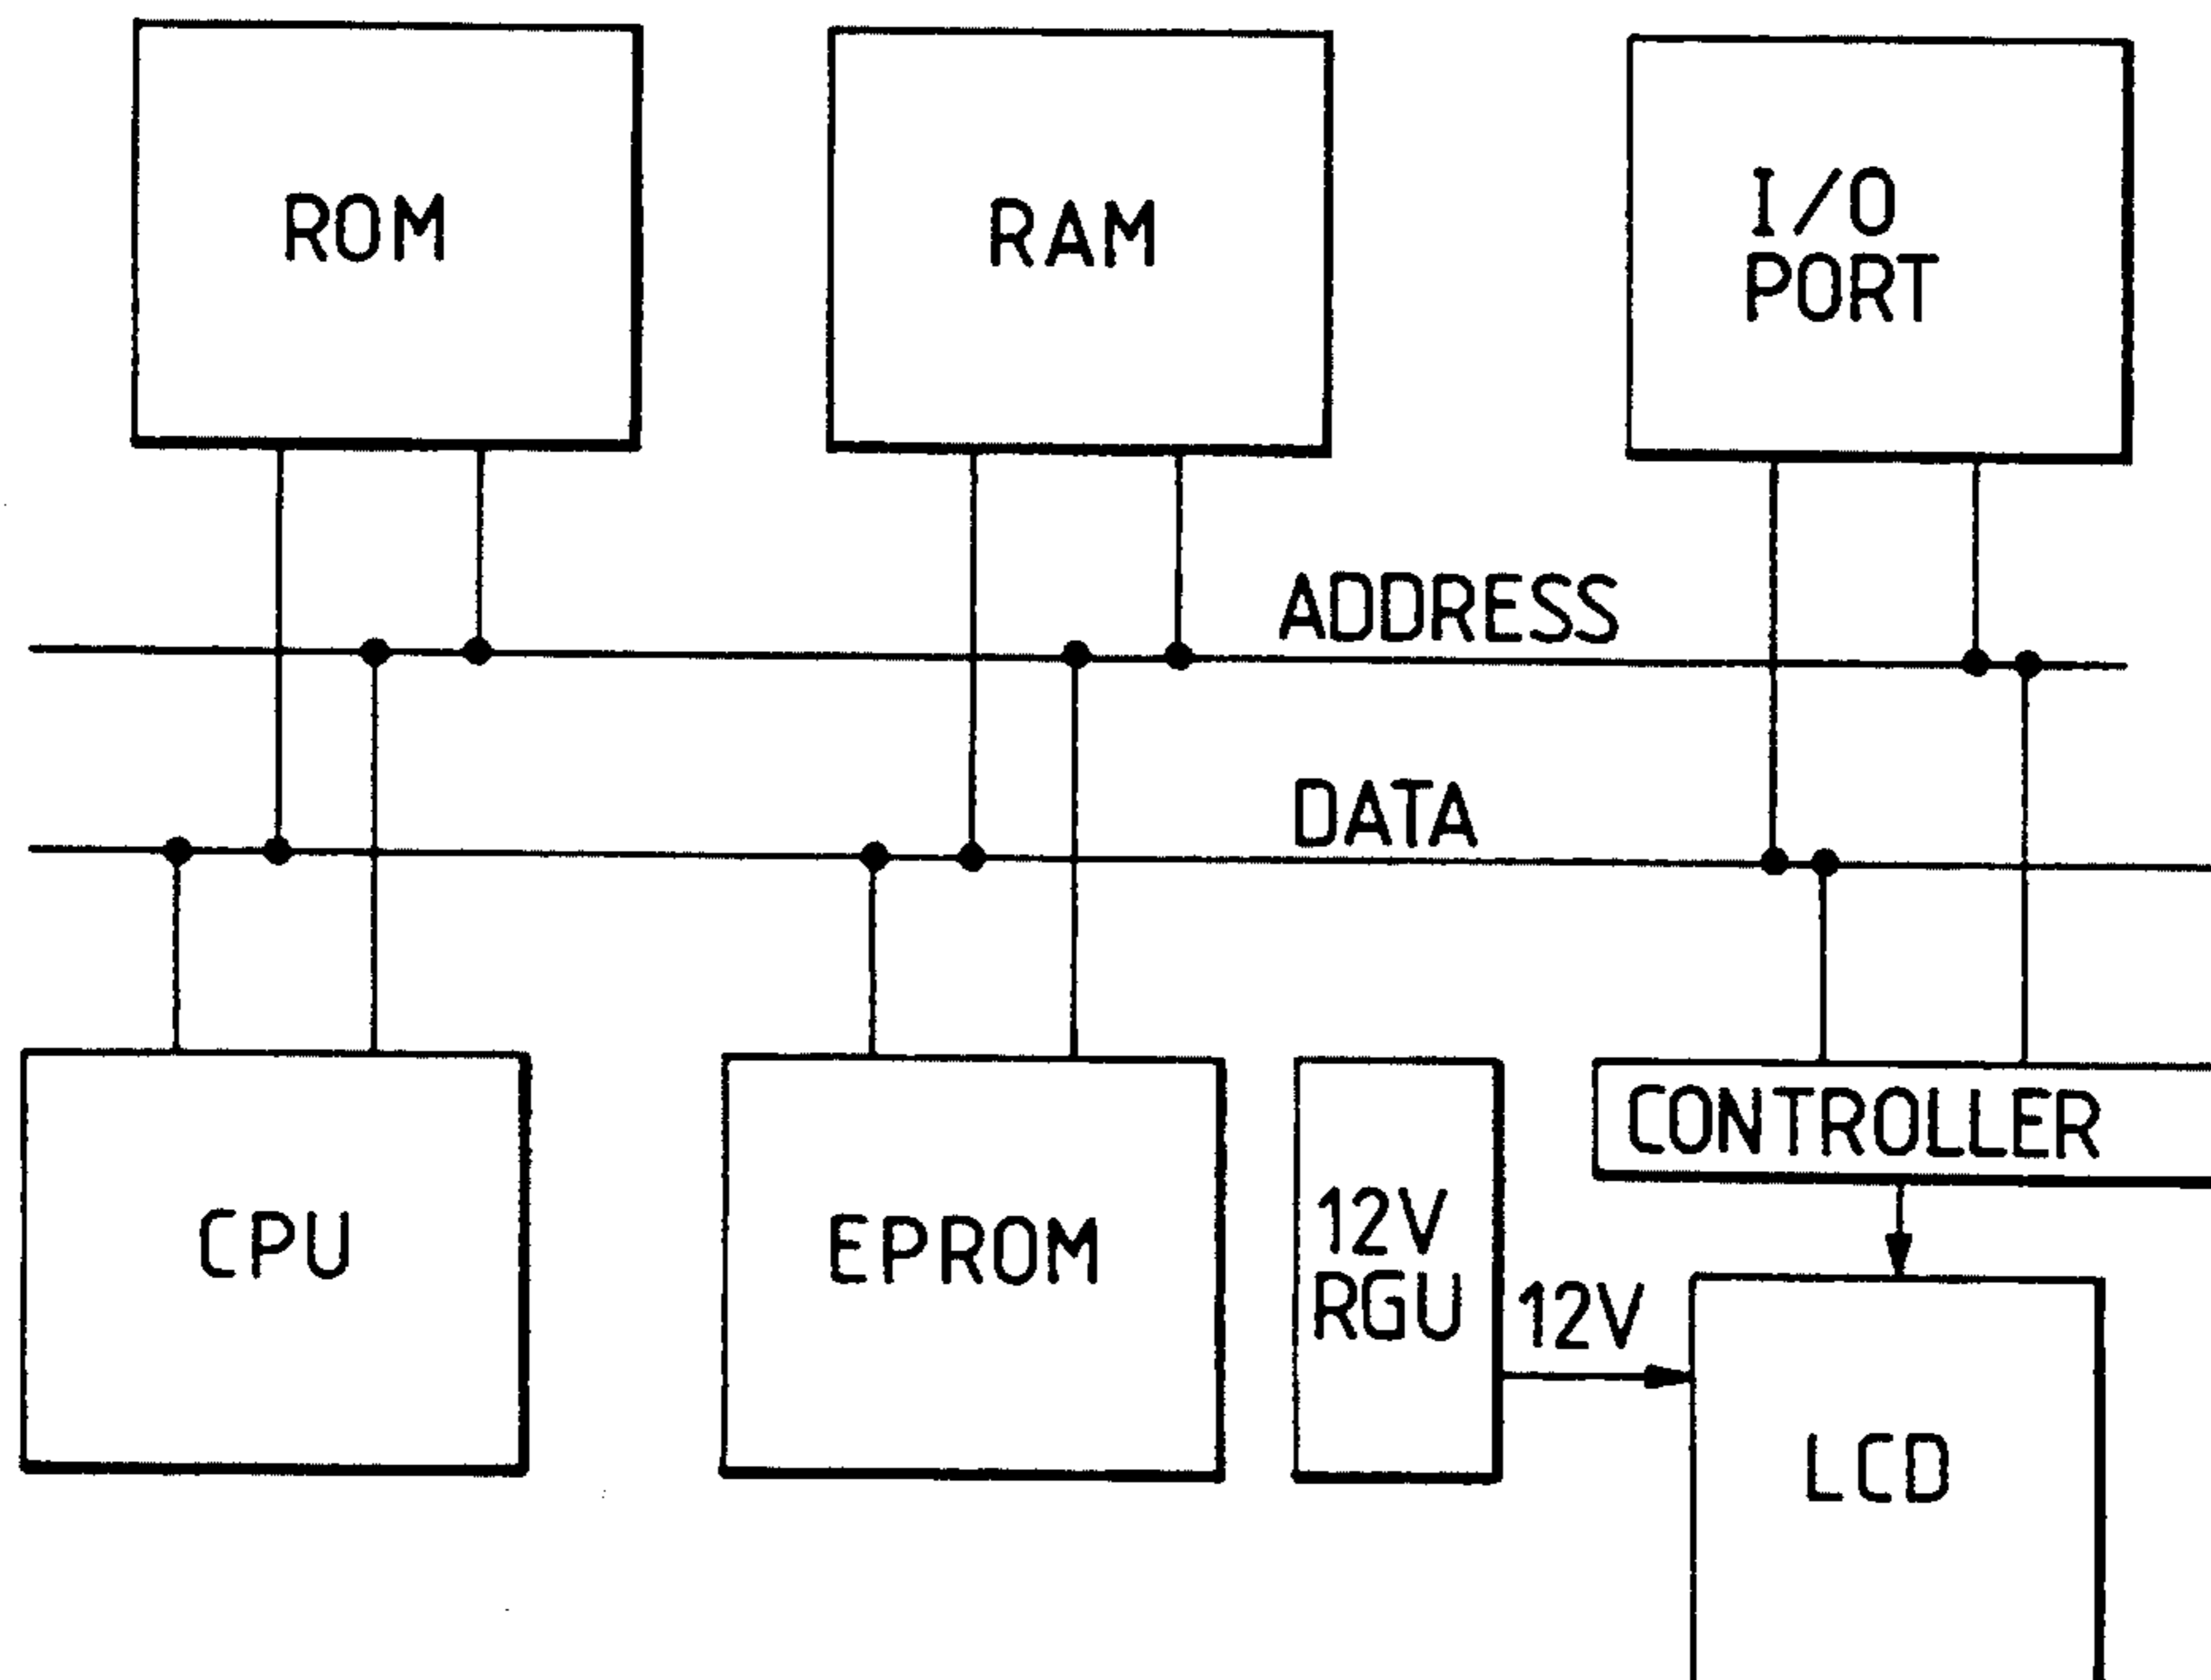 ROM
RAM
I/O
PORT
ADDRESS
DATA
CPU
EPROM
12V
RGU
12V
CONTROLLER
LCD